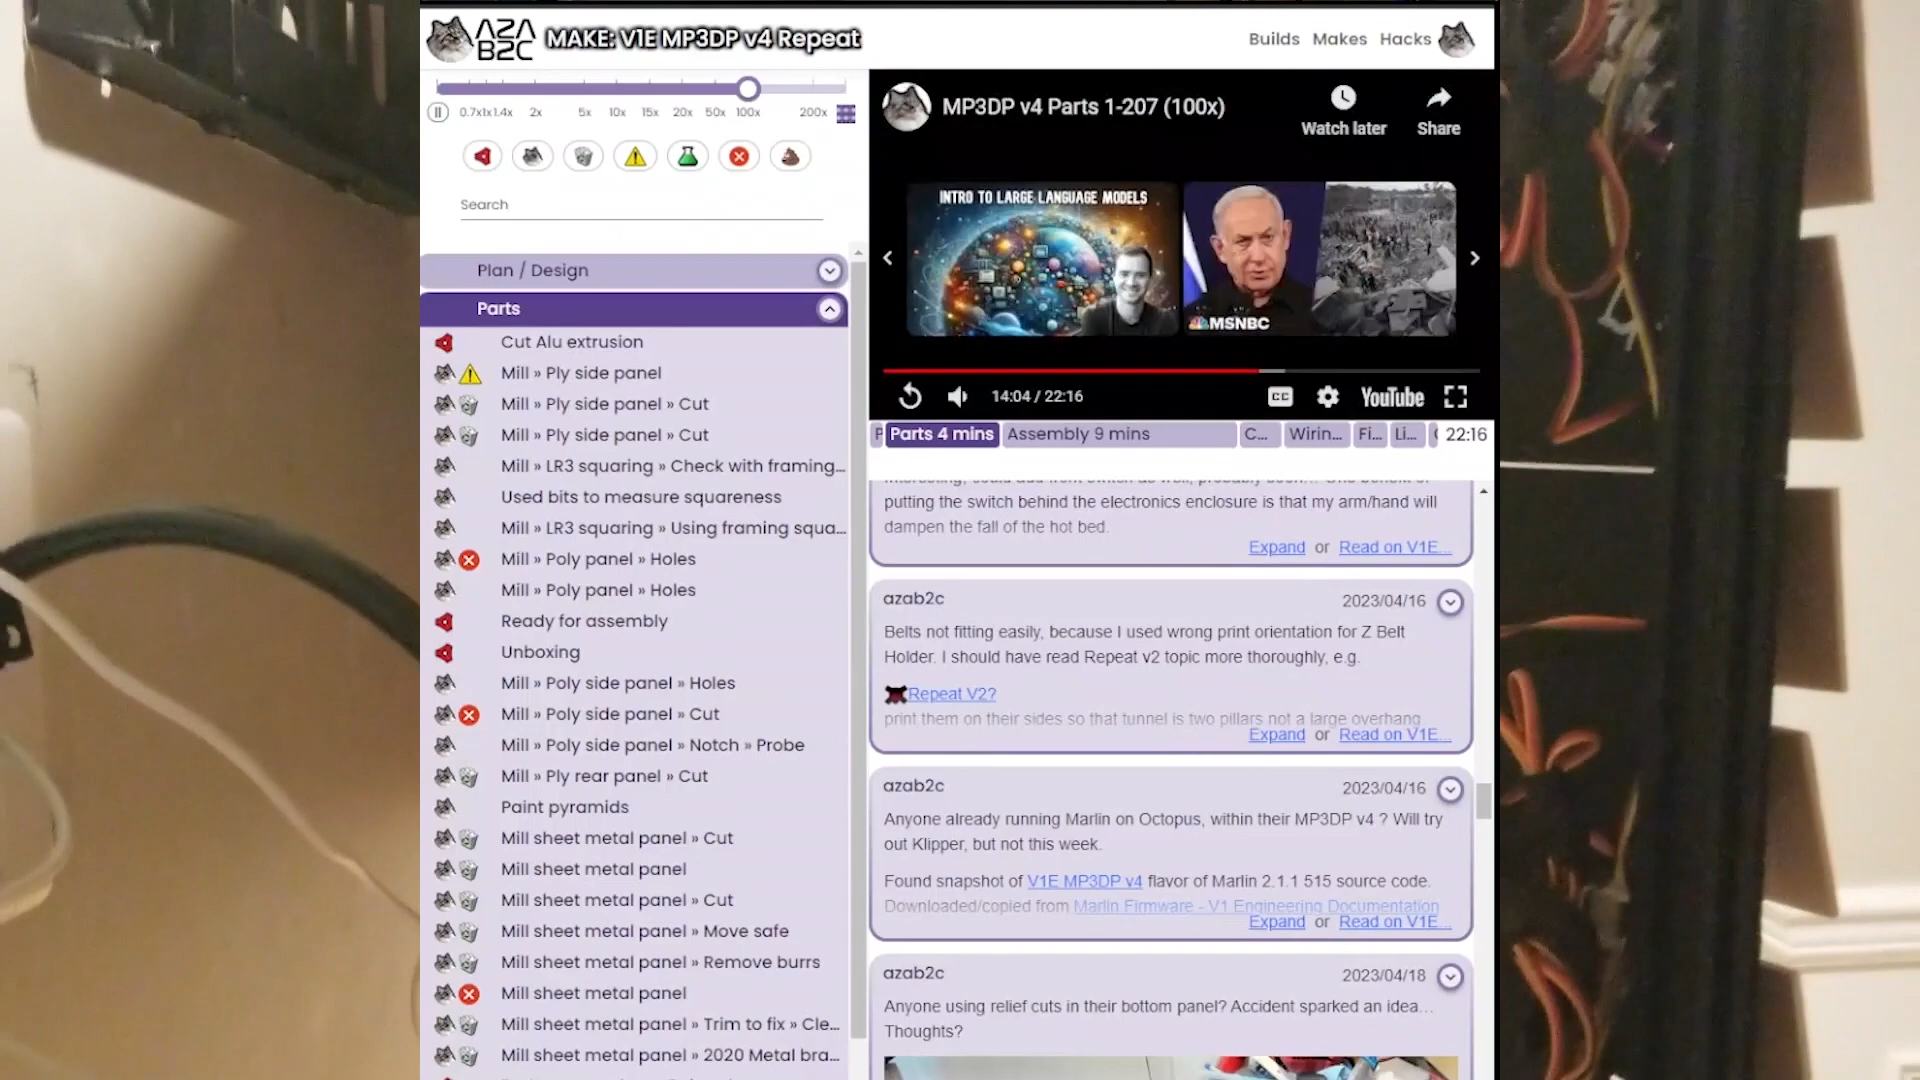 AZA
B2C
MAKE: V1E MP3DP v4 Repeat
Builds Makes Hacks
0.7x1x1.4x 2x 5x 10x 15x 20x 50x 100x 200x
Search
Plan / Design
Parts
Cut Alu extrusion
Mill » Ply side panel
Mill » Ply side panel » Cut
Mill » Ply side panel » Cut
Mill » LR3 squaring » Check with framing...
Used bits to measure squareness
Mill » LR3 squaring » Using framing squa...
Mill » Poly panel » Holes
Mill » Poly panel » Holes
Ready for assembly
Unboxing
Mill » Poly side panel » Holes
Mill » Poly side panel » Cut
Mill » Poly side panel » Notch » Probe
Mill » Ply rear panel » Cut
Paint pyramids
Mill sheet metal panel » Cut
Mill sheet metal panel
Mill sheet metal panel » Cut
Mill sheet metal panel » Move safe
Mill sheet metal panel » Remove burrs
Mill sheet metal panel
Mill sheet metal panel » Trim to fix » Cle...
Mill sheet metal panel » 2020 Metal bra...
MP3DP v4 Parts 1-207 (100x)
Watch later
Share
INTRO TO LARGE LANGUAGE MODELS
MSNBC
14:04 / 22:16
CC
YouTube
P Parts 4 mins Assembly 9 mins C... Wirin... Fi... Li... 22:16
putting the switch behind the electronics enclosure is that my arm/hand will
dampen the fall of the hot bed.
Expand or Read on V1E...
azab2c 2023/04/16
Belts not fitting easily, because I used wrong print orientation for Z Belt
Holder. I should have read Repeat v2 topic more thoroughly, e.g.
Repeat V2?
print them on their sides so that tunnel is two pillars not a large overhang
Expand or Read on V1E...
azab2c 2023/04/16
Anyone already running Marlin on Octopus, within their MP3DP v4 ? Will try
out Klipper, but not this week.
Found snapshot of V1E MP3DP v4 flavor of Marlin 2.1.1 515 source code.
Downloaded/copied from Marlin Firmware - V1 Engineering Documentation
Expand or Read on V1E...
azab2c 2023/04/18
Anyone using relief cuts in their bottom panel? Accident sparked an idea...
Thoughts?